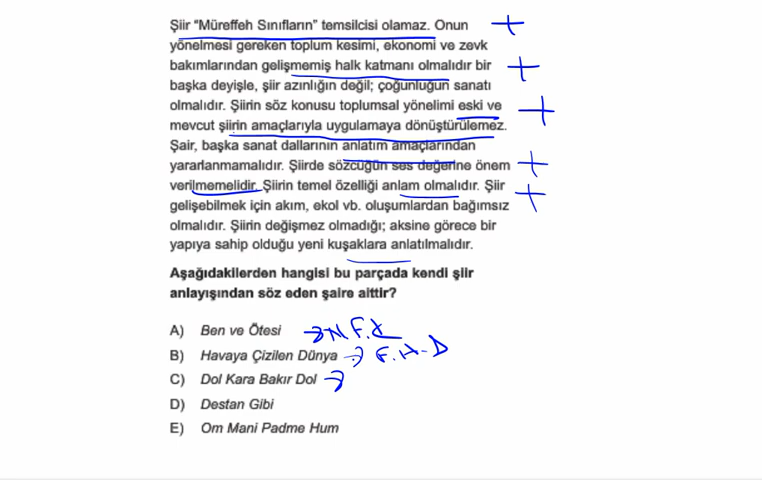 Şiir “Müreffeh Sınıfların” temsilcisi olamaz. Onun
yönelmesi gereken toplum kesimi, ekonomi ve zevk
bakımlarından gelişmemiş halk katmanı olmalıdır bir
başka deyişle, şiir azınlığın değil; çoğunluğun sanatı
olmalıdır. Şiirin söz konusu toplumsal yönelimi eski ve
mevcut şiirin amaçlarıyla uygulamaya dönüştürülemez.
Şair, başka sanat dallarının anlatım amaçlarından
yararlanmamalıdır. Şiirde sözcüğün ses değerine önem
verilmemelidir. Şiirin temel özelliği anlam olmalıdır. Şiir
gelişebilmek için akım, ekol vb. oluşumlardan bağımsız
olmalıdır. Şiirin değişmez olmadığı; aksine görece bir
yapıya sahip olduğu yeni kuşaklara anlatılmalıdır.
Aşağıdakilerden hangisi bu parçada kendi şiir
anlayışından söz eden şaire aittir?
A) Ben ve Ötesi → N.F.K
B) Havaya Çizilen Dünya → F.H.D
C) Dol Kara Bakır Dol →
D) Destan Gibi
E) Om Mani Padme Hum